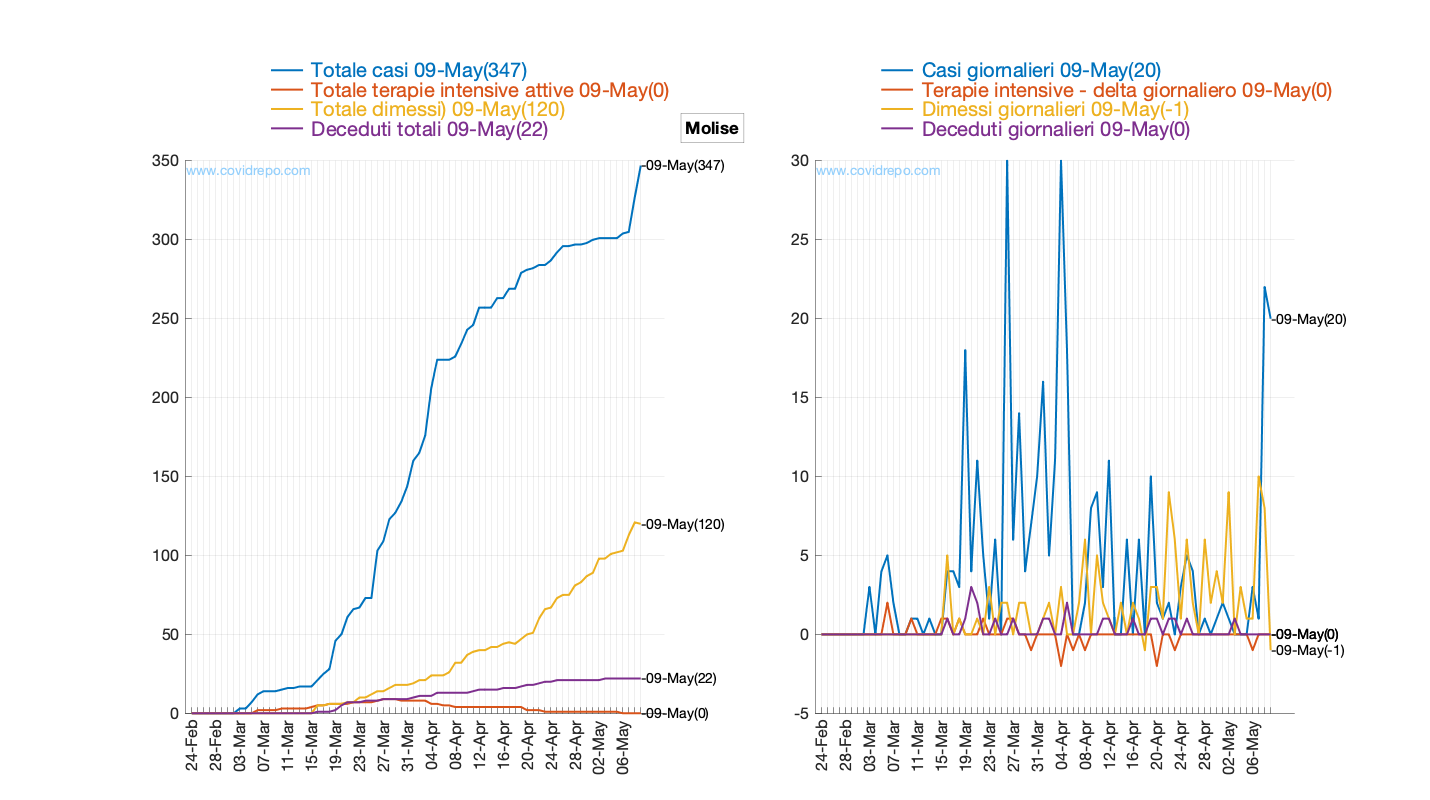 Totale casi 09-May(347)
Totale terapie intensive attive 09-May(0)
Totale dimessi) 09-May(120)
Deceduti totali 09-May(22)
Molise
www.covidrepo.com
350
300
250
200
150
100
50
0
-09-May(347)
-09-May(120)
-09-May(22)
-09-May(0)
24-Feb
28-Feb
03-Mar
07-Mar
11-Mar
15-Mar
19-Mar
23-Mar
27-Mar
31-Mar
04-Apr
08-Apr
12-Apr
16-Apr
20-Apr
24-Apr
28-Apr
02-May
06-May
Casi giornalieri 09-May(20)
Terapie intensive - delta giornaliero 09-May(0)
Dimessi giornalieri 09-May(-1)
Deceduti giornalieri 09-May(0)
www.covidrepo.com
30
25
20
15
10
5
0
-5
-09-May(20)
-09-May(0)
-09-May(-1)
24-Feb
28-Feb
03-Mar
07-Mar
11-Mar
15-Mar
19-Mar
23-Mar
27-Mar
31-Mar
04-Apr
08-Apr
12-Apr
16-Apr
20-Apr
24-Apr
28-Apr
02-May
06-May